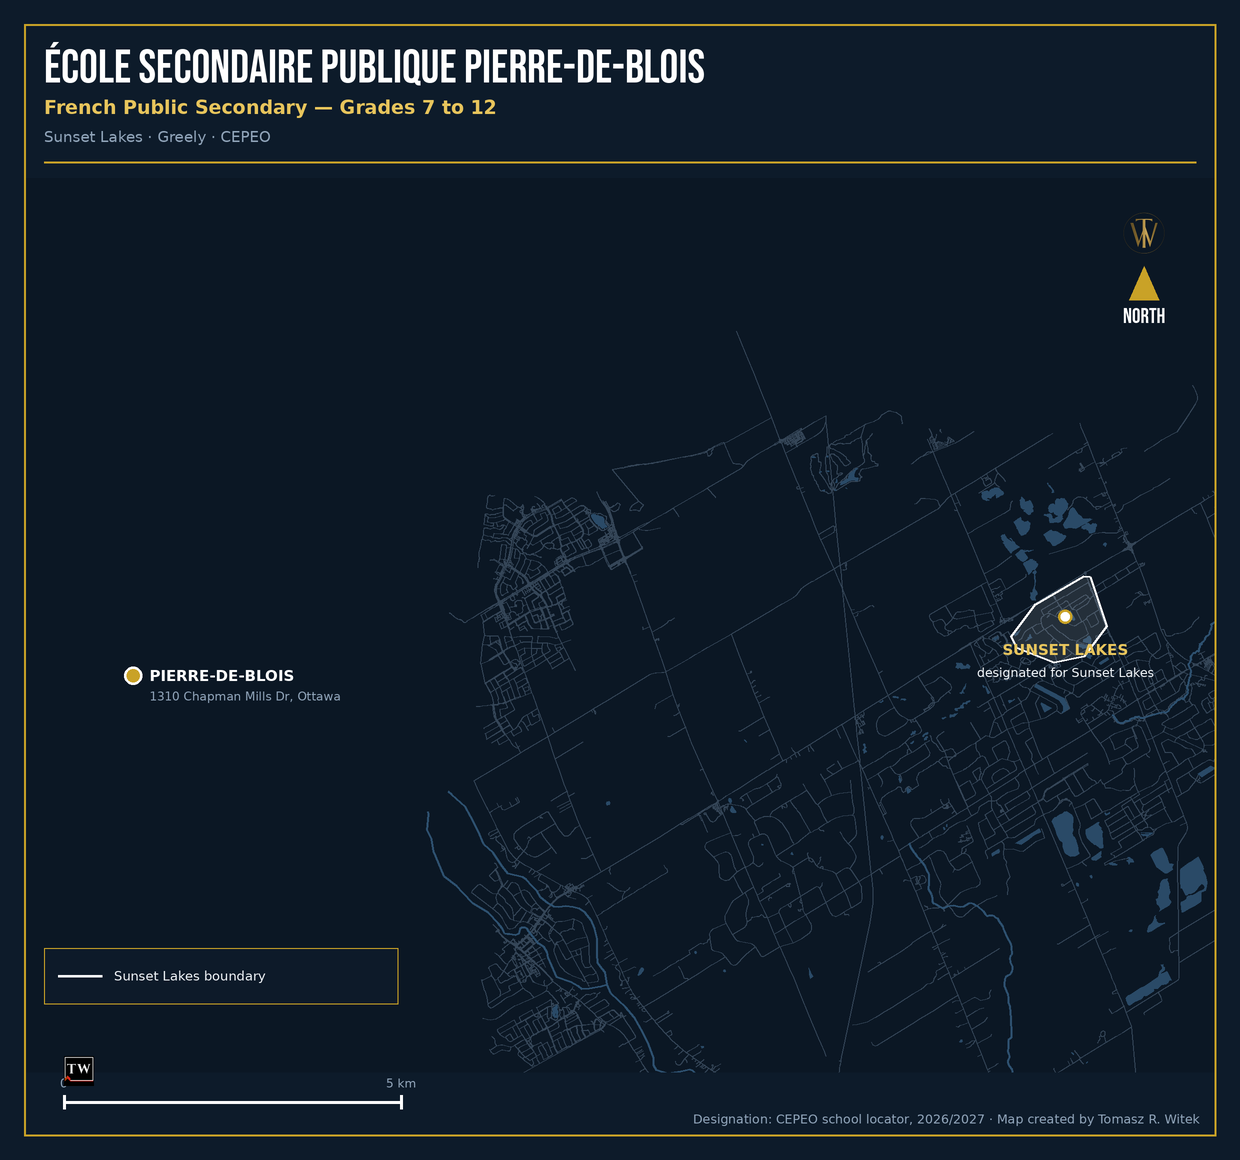 ÉCOLE SECONDAIRE PUBLIQUE PIERRE-DE-BLOIS
French Public Secondary — Grades 7 to 12
Sunset Lakes · Greely · CEPEO
TW
NORTH
SUNSET LAKES
designated for Sunset Lakes
PIERRE-DE-BLOIS
1310 Chapman Mills Dr, Ottawa
Sunset Lakes boundary
TW
0 5 km
Designation: CEPEO school locator, 2026/2027 · Map created by Tomasz R. Witek